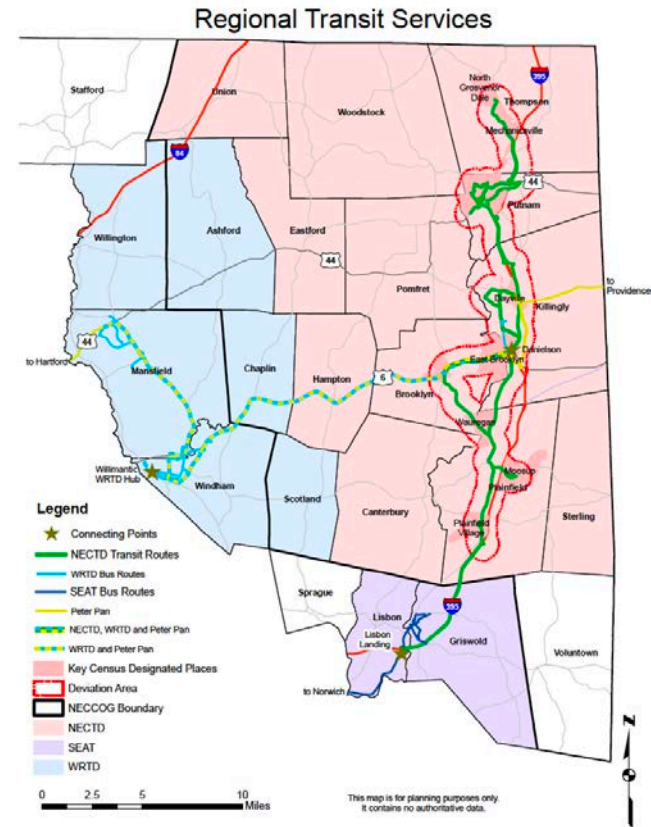 Regional Transit Services
395
North
Grosvenor
Dale
Thompson
Stafford
Union
Woodstock
Mechanicsville
84
44
Putnam
Willington
Ashford
Eastford
44
Pomfret
to
Providence
Dayville
Killingly
44
to Hartford
Mansfield
Chaplin
Hampton
6
Brooklyn
East Brooklyn
Danielson
Wauregan
Willimantic
WRTD Hub
Windham
Scotland
Canterbury
Moosup
Plainfield
Plainfield
Village
Sterling
Sprague
Lisbon
Lisbon
Landing
395
Griswold
Voluntown
to Norwich
Legend
Connecting Points
NECTD Transit Routes
WRTD Bus Routes
SEAT Bus Routes
Peter Pan
NECTD, WRTD and Peter Pan
WRTD and Peter Pan
Key Census Designated Places
Deviation Area
NECCOG Boundary
NECTD
SEAT
WRTD
0 2.5 5 10
Miles
This map is for planning purposes only.
It contains no authoritative data.
N